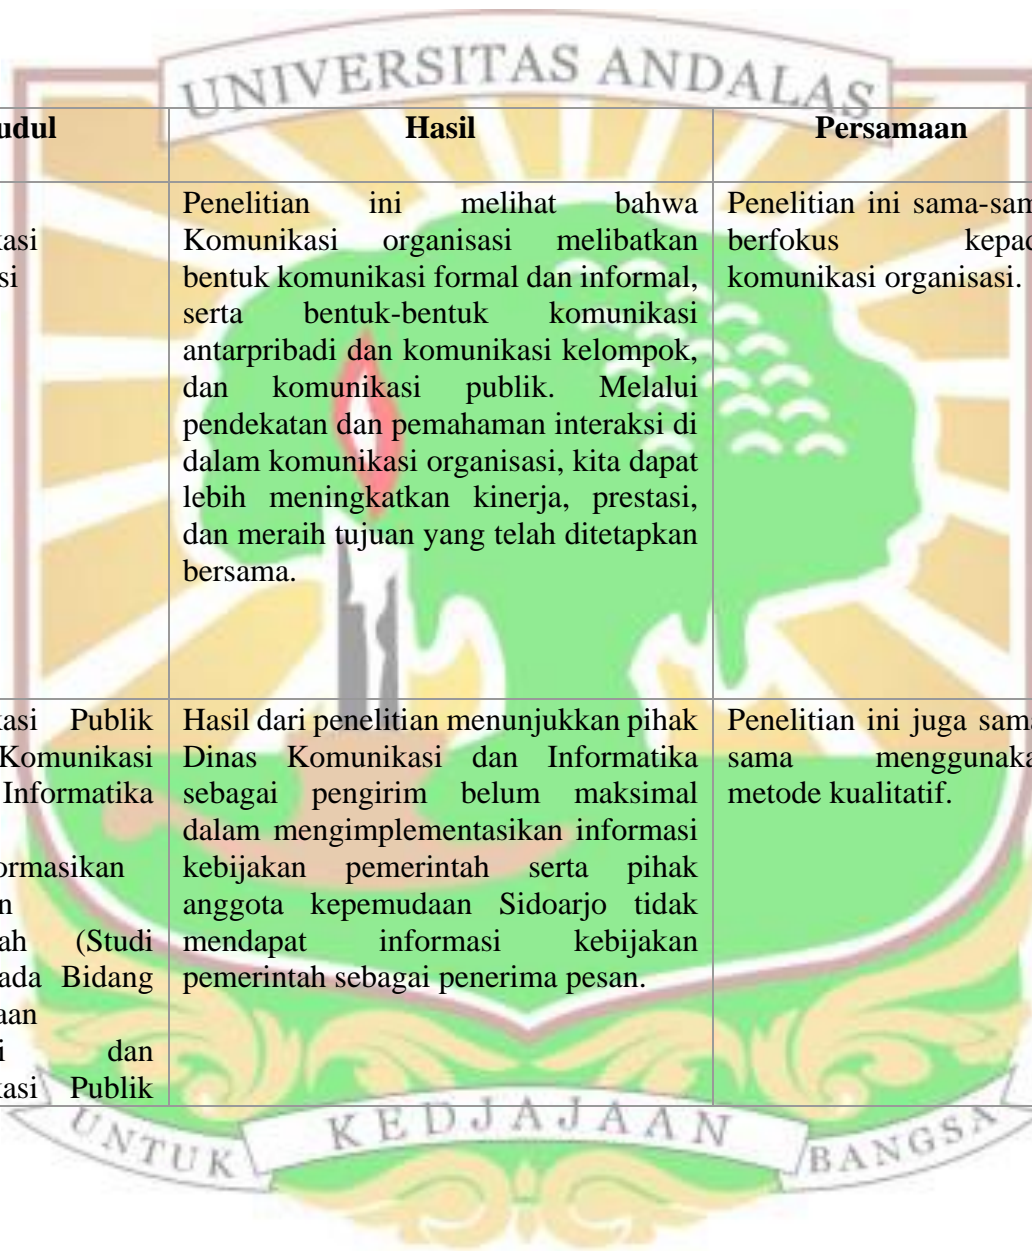 UNIVERSITAS ANDALAS
udul
Hasil
Persamaan
asi
si
Penelitian ini melihat bahwa
Komunikasi organisasi melibatkan
bentuk komunikasi formal dan informal,
serta bentuk-bentuk komunikasi
antarpribadi dan komunikasi kelompok,
dan komunikasi publik. Melalui
pendekatan dan pemahaman interaksi di
dalam komunikasi organisasi, kita dapat
lebih meningkatkan kinerja, prestasi,
dan meraih tujuan yang telah ditetapkan
bersama.
Penelitian ini sama-sam
berfokus kepad
komunikasi organisasi.
kasi Publik
Komunikasi
Informatika
ormasikan
n
ah (Studi
ada Bidang
aan
i dan
kasi Publik
Hasil dari penelitian menunjukkan pihak
Dinas Komunikasi dan Informatika
sebagai pengirim belum maksimal
dalam mengimplementasikan informasi
kebijakan pemerintah serta pihak
anggota kepemudaan Sidoarjo tidak
mendapat informasi kebijakan
pemerintah sebagai penerima pesan.
Penelitian ini juga sama
sama menggunaka
metode kualitatif.
UNTUK KEDJAJAAN BANGSA